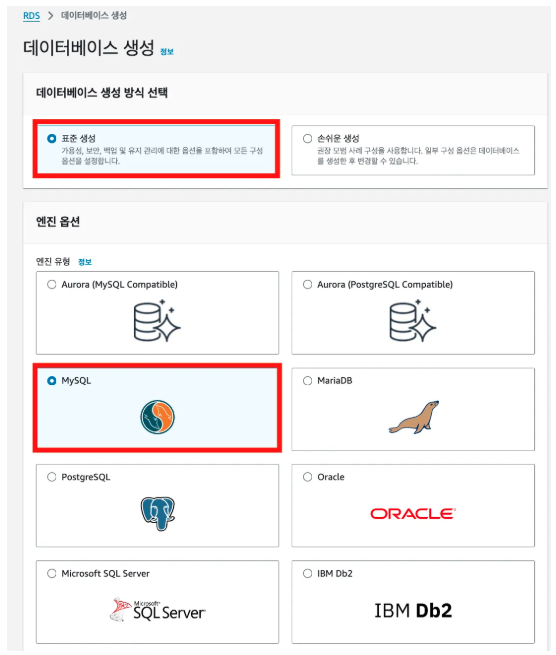 RDS > 데이터베이스 생성
데이터베이스 생성 정보
데이터베이스 생성 방식 선택
표준 생성
가용성, 보안, 백업 및 유지 관리에 대한 옵션을 포함하여 모든 구성
옵션을 설정합니다.
손쉬운 생성
권장 모범 사례 구성을 사용합니다. 일부 구성 옵션은 데이터베이스
를 생성한 후 변경할 수 있습니다.
엔진 옵션
엔진 유형 정보
Aurora (MySQL Compatible)
Aurora (PostgreSQL Compatible)
MySQL
MariaDB
PostgreSQL
Oracle
ORACLE
Microsoft SQL Server
Microsoft
SQL Server
IBM Db2
IBM Db2